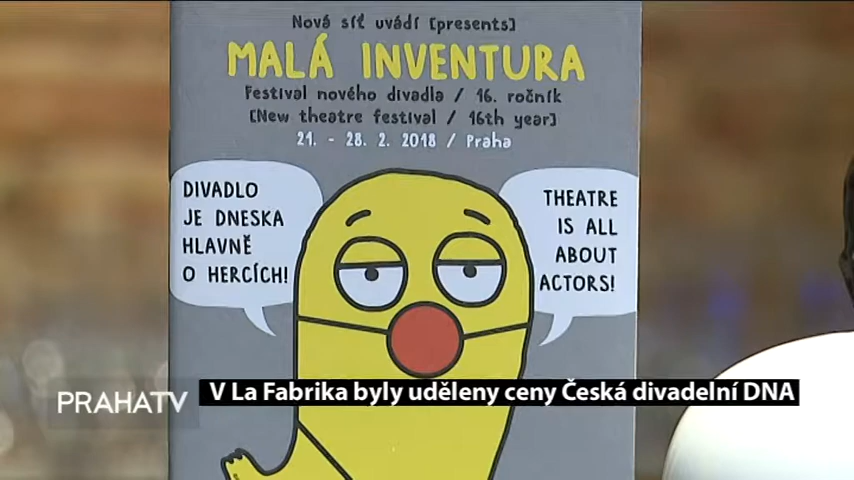 Nová síť uvádí [presents]
MALÁ INVENTURA
Festival nového divadla / 16. ročník
[New theatre festival / 16th year]
21. - 28. 2. 2018 / Praha
DIVADLO
JE DNESKA
HLAVNĚ
O HERCÍCH!
THEATRE
IS ALL
ABOUT
ACTORS!
PRAHATV
V La Fabrika byly uděleny ceny Česká divadelní DNA